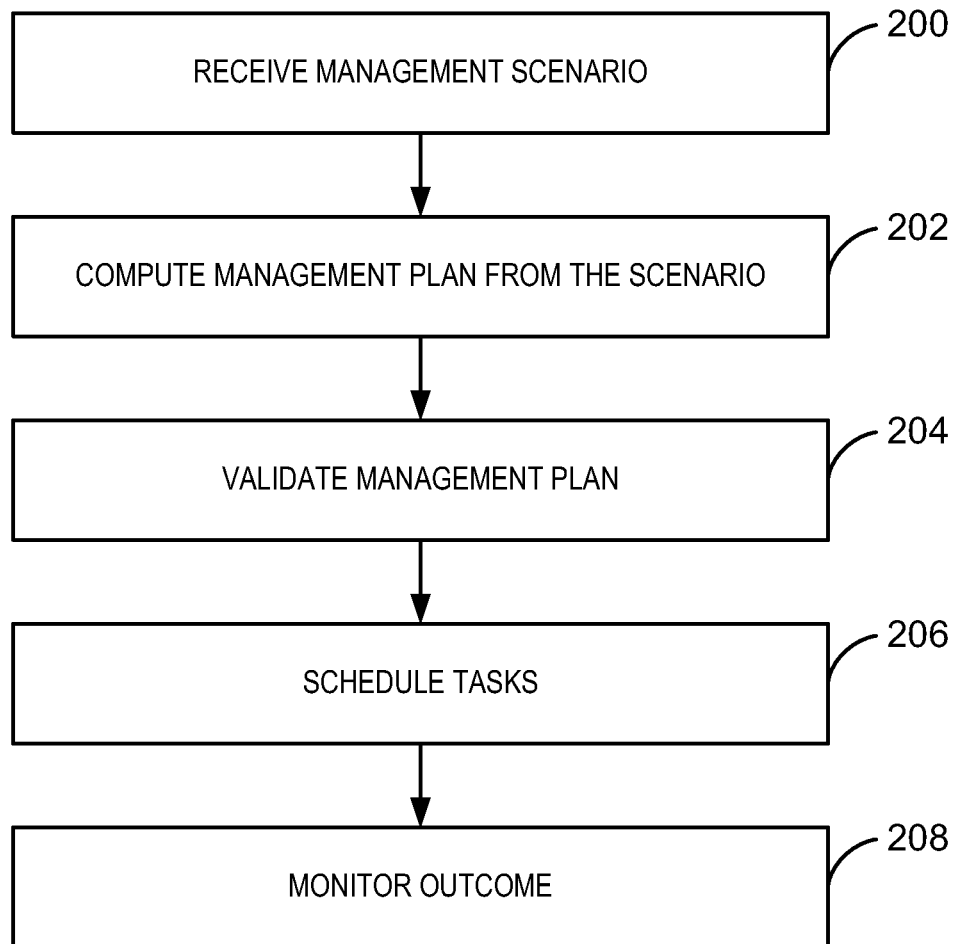 200
RECEIVE MANAGEMENT SCENARIO
202
COMPUTE MANAGEMENT PLAN FROM THE SCENARIO
204
VALIDATE MANAGEMENT PLAN
206
SCHEDULE TASKS
208
MONITOR OUTCOME